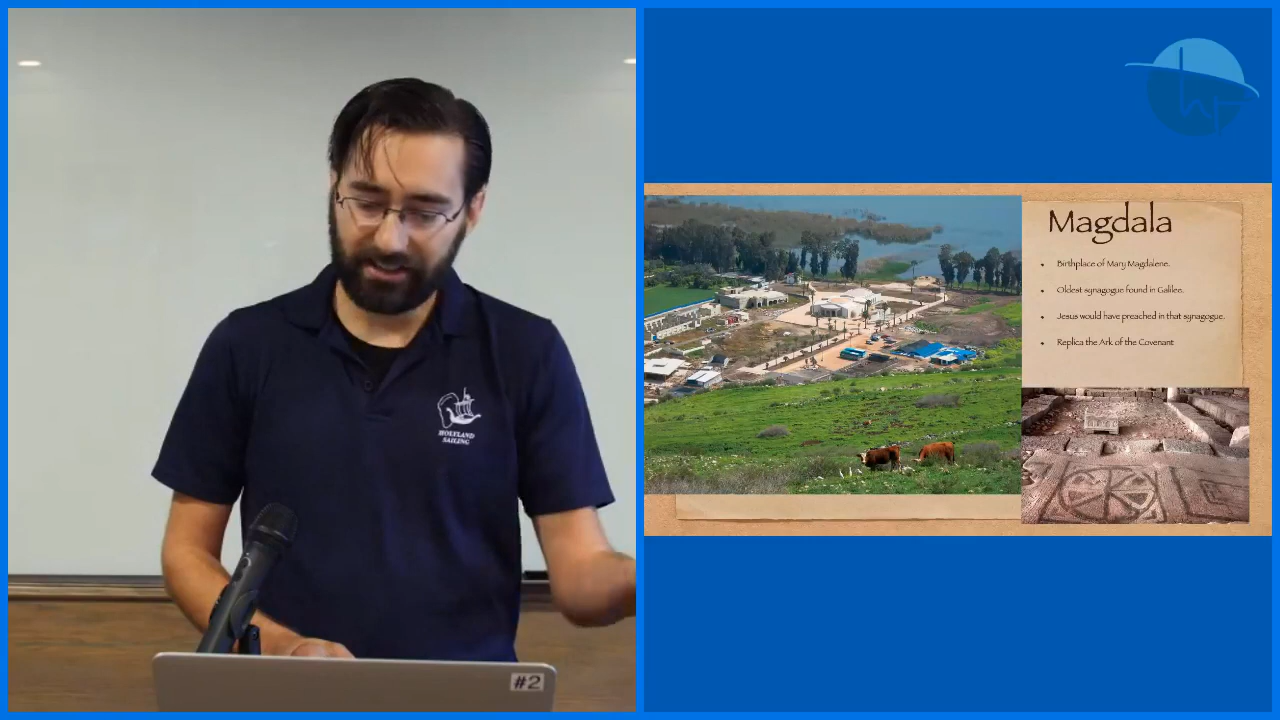 HOLYLAND
SAILING
#2
Magdala
Birthplace of Mary Magdalene.
Oldest synagogue found in Galilee.
Jesus would have preached in that synagogue.
Replica the Ark of the Covenant